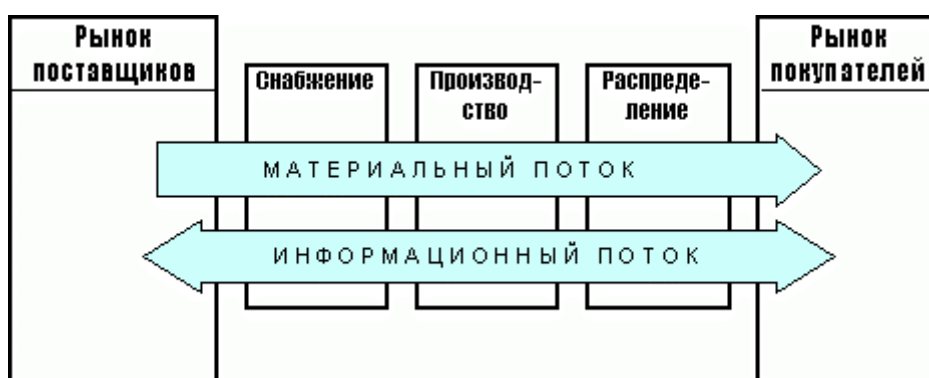 Рынок
поставщиков
Снабжение
Производ-
ство
Распреде-
ление
Рынок
покупателей
МАТЕРИАЛЬНЫЙ ПОТОК
ИНФОРМАЦИОННЫЙ ПОТОК